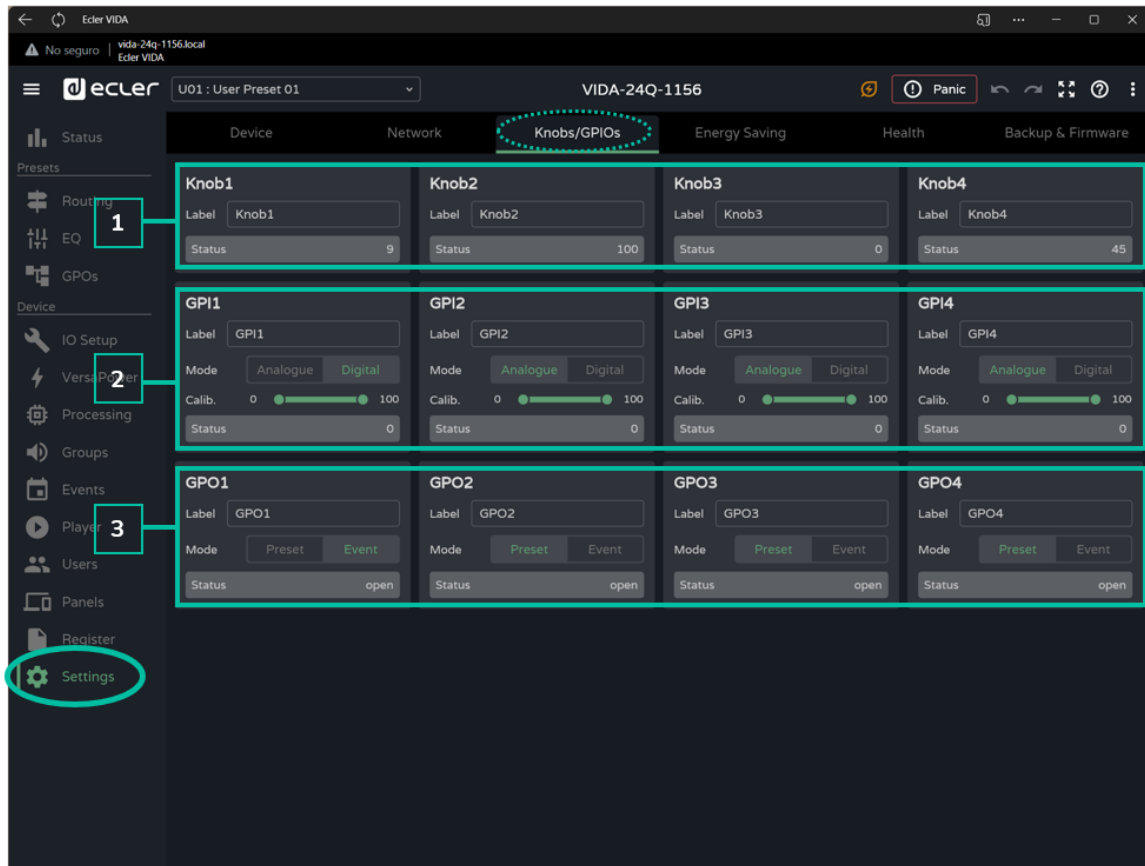 Ecler VIDA
No seguro
vida-24q-1156.local
Ecler VIDA
ecler U01 : User Preset 01 VIDA-24Q-1156 Panic
Status
Device Network Knobs/GPIOs Energy Saving Health Backup & Firmware
Presets
Routing
EQ
GPOs
Device
IO Setup
VersaPower
Processing
Groups
Events
Player
Users
Panels
Register
Settings
1
Knob1 Knob2 Knob3 Knob4
Label Knob1 Label Knob2 Label Knob3 Label Knob4
Status 9 Status 100 Status 0 Status 45
2
GPI1 GPI2 GPI3 GPI4
Label GPI1 Label GPI2 Label GPI3 Label GPI4
Mode Analogue Digital Mode Analogue Digital Mode Analogue Digital Mode Analogue Digital
Calib. 0 100 Calib. 0 100 Calib. 0 100 Calib. 0 100
Status 0 Status 0 Status 0 Status 0
3
GPO1 GPO2 GPO3 GPO4
Label GPO1 Label GPO2 Label GPO3 Label GPO4
Mode Preset Event Mode Preset Event Mode Preset Event Mode Preset Event
Status open Status open Status open Status open